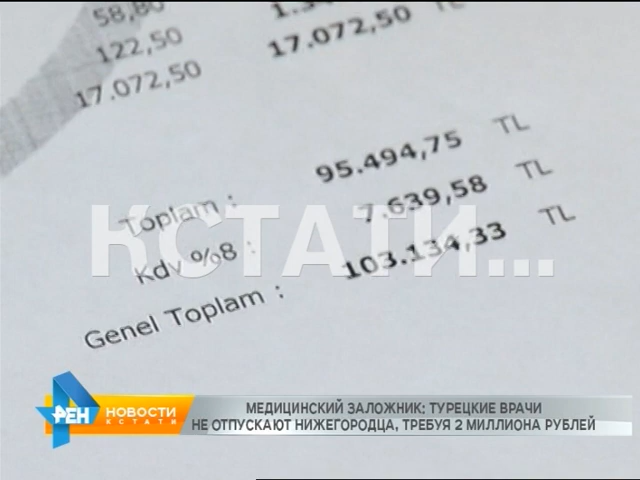 58,80
122,50
17.072,50 17.072,50 TL
Toplam : 95.494,75 TL
Kdv %8 : 7.639,58 TL
Genel Toplam : 103.134,33 TL
КСТАТИ...
РЕН НОВОСТИ
КСТАТИ
МЕДИЦИНСКИЙ ЗАЛОЖНИК: ТУРЕЦКИЕ ВРАЧИ
НЕ ОТПУСКАЮТ НИЖЕГОРОДЦА, ТРЕБУЯ 2 МИЛЛИОНА РУБЛЕЙ